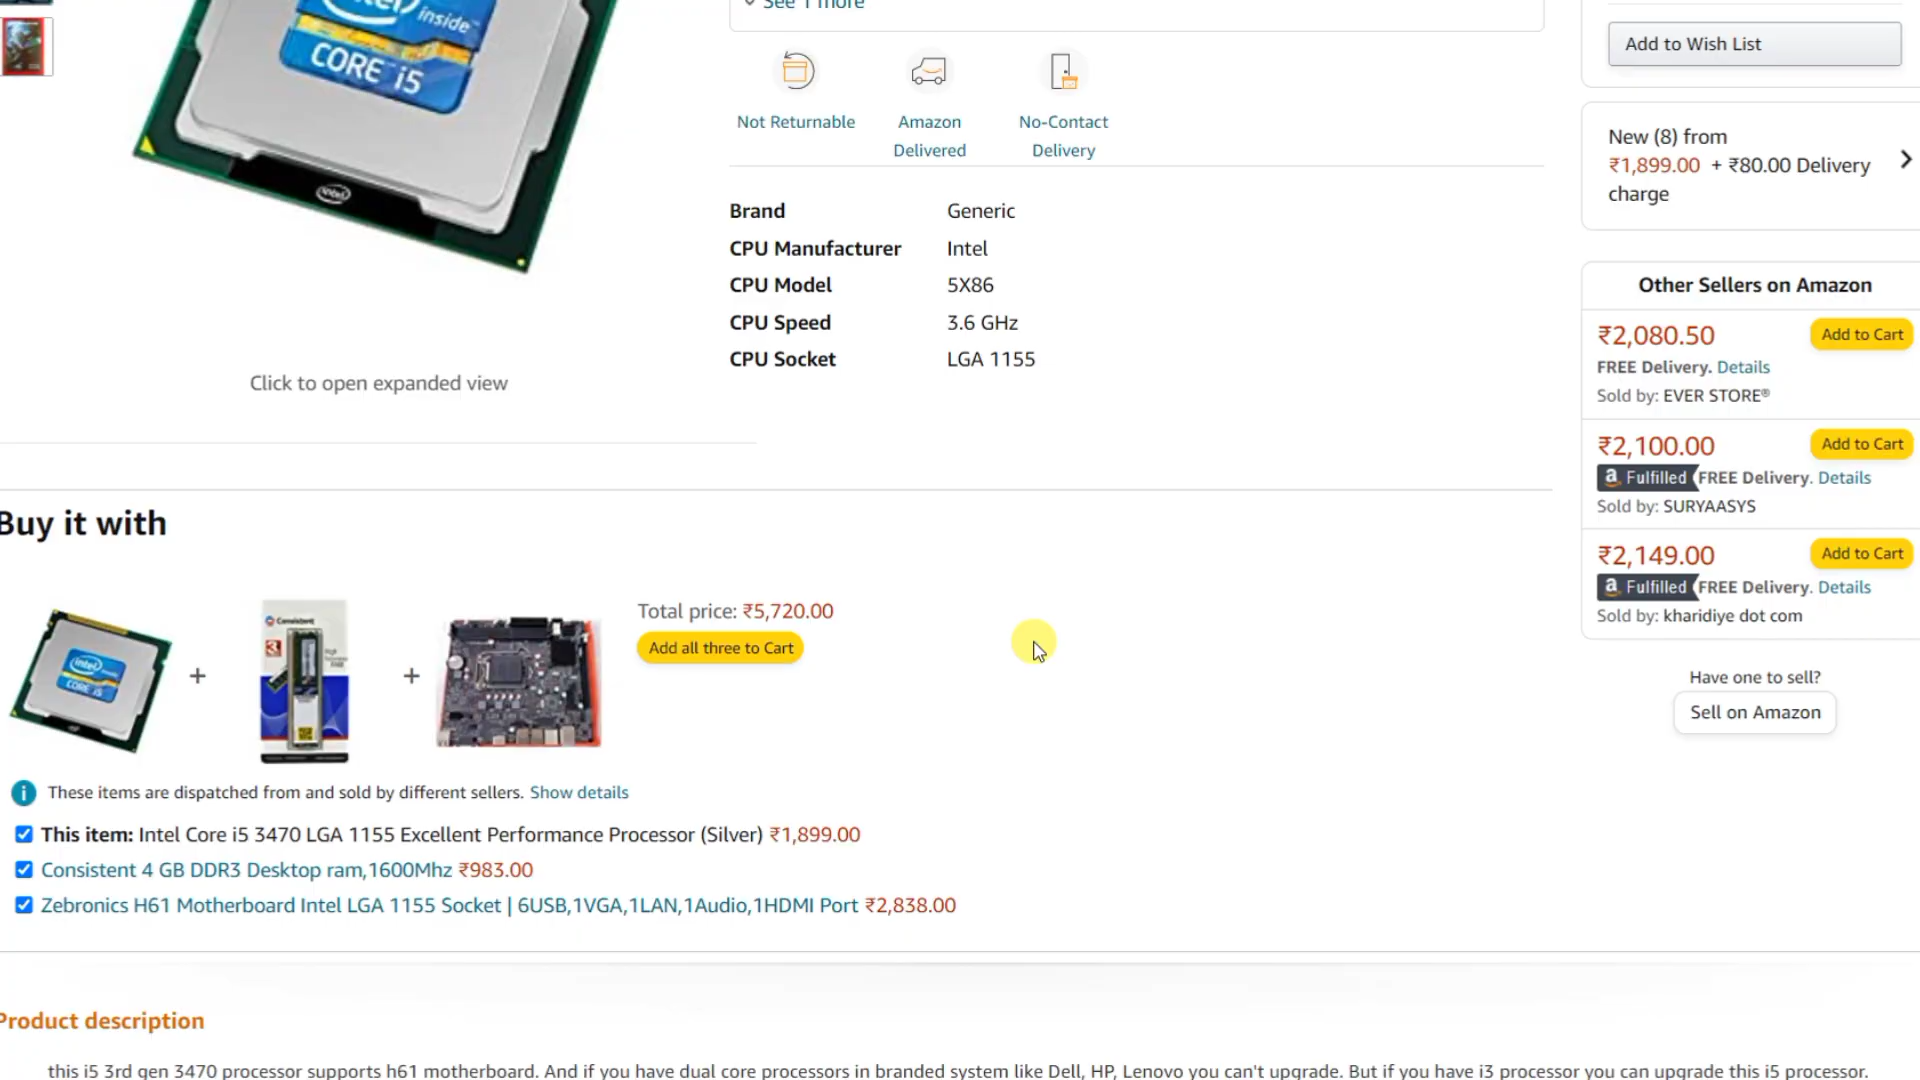 See 1 more
inside™
CORE i5
intel
Not Returnable
Amazon
Delivered
No-Contact
Delivery
Brand Generic
CPU Manufacturer Intel
CPU Model 5X86
CPU Speed 3.6 GHz
CPU Socket LGA 1155
Click to open expanded view
Add to Wish List
New (8) from
₹1,899.00 + ₹80.00 Delivery
charge
Other Sellers on Amazon
₹2,080.50 Add to Cart
FREE Delivery. Details
Sold by: EVER STORE®
₹2,100.00 Add to Cart
a Fulfilled FREE Delivery. Details
Sold by: SURYAASYS
₹2,149.00 Add to Cart
a Fulfilled FREE Delivery. Details
Sold by: kharidiye dot com
Have one to sell?
Sell on Amazon
Buy it with
intel
CORE i5
+
Consistent
+
Total price: ₹5,720.00
Add all three to Cart
These items are dispatched from and sold by different sellers. Show details
This item: Intel Core i5 3470 LGA 1155 Excellent Performance Processor (Silver) ₹1,899.00
Consistent 4 GB DDR3 Desktop ram,1600Mhz ₹983.00
Zebronics H61 Motherboard Intel LGA 1155 Socket | 6USB,1VGA,1LAN,1Audio,1HDMI Port ₹2,838.00
Product description
this i5 3rd gen 3470 processor supports h61 motherboard. And if you have dual core processors in branded system like Dell, HP, Lenovo you can't upgrade. But if you have i3 processor you can upgrade this i5 processor.